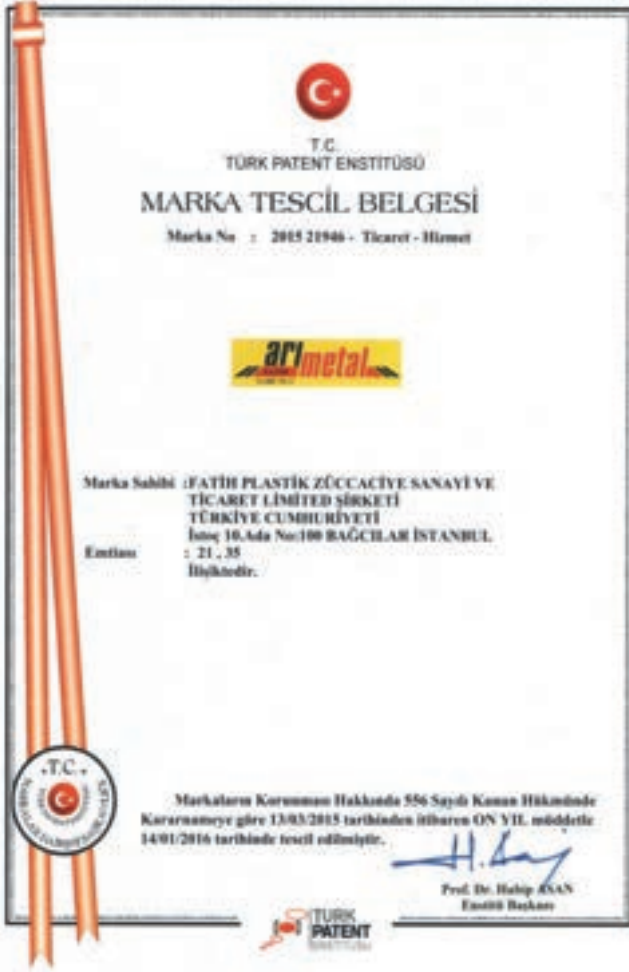 T.C.
TÜRK PATENT ENSTİTÜSÜ
MARKA TESCİL BELGESİ
Marka No : 2015 21946 - Ticaret - Hizmet
arı metal
Marka Sahibi :FATİH PLASTİK ZÜCCACİYE SANAYİ VE
TİCARET LİMİTED ŞİRKETİ
TÜRKİYE CUMHURİYETİ
İstoç 10.Ada No:100 BAĞCILAR İSTANBUL
Emtiası : 21 , 35
İlişiktedir.
T.C.
Markaların Korunması Hakkında 556 Sayılı Kanun Hükmünde
Kararnameye göre 13/03/2015 tarihinden itibaren ON YIL müddetle
14/01/2016 tarihinde tescil edilmiştir.
Prof. Dr. Habip ASAN
Enstitü Başkanı
TÜRK
PATENT
ENSTİTÜSÜ